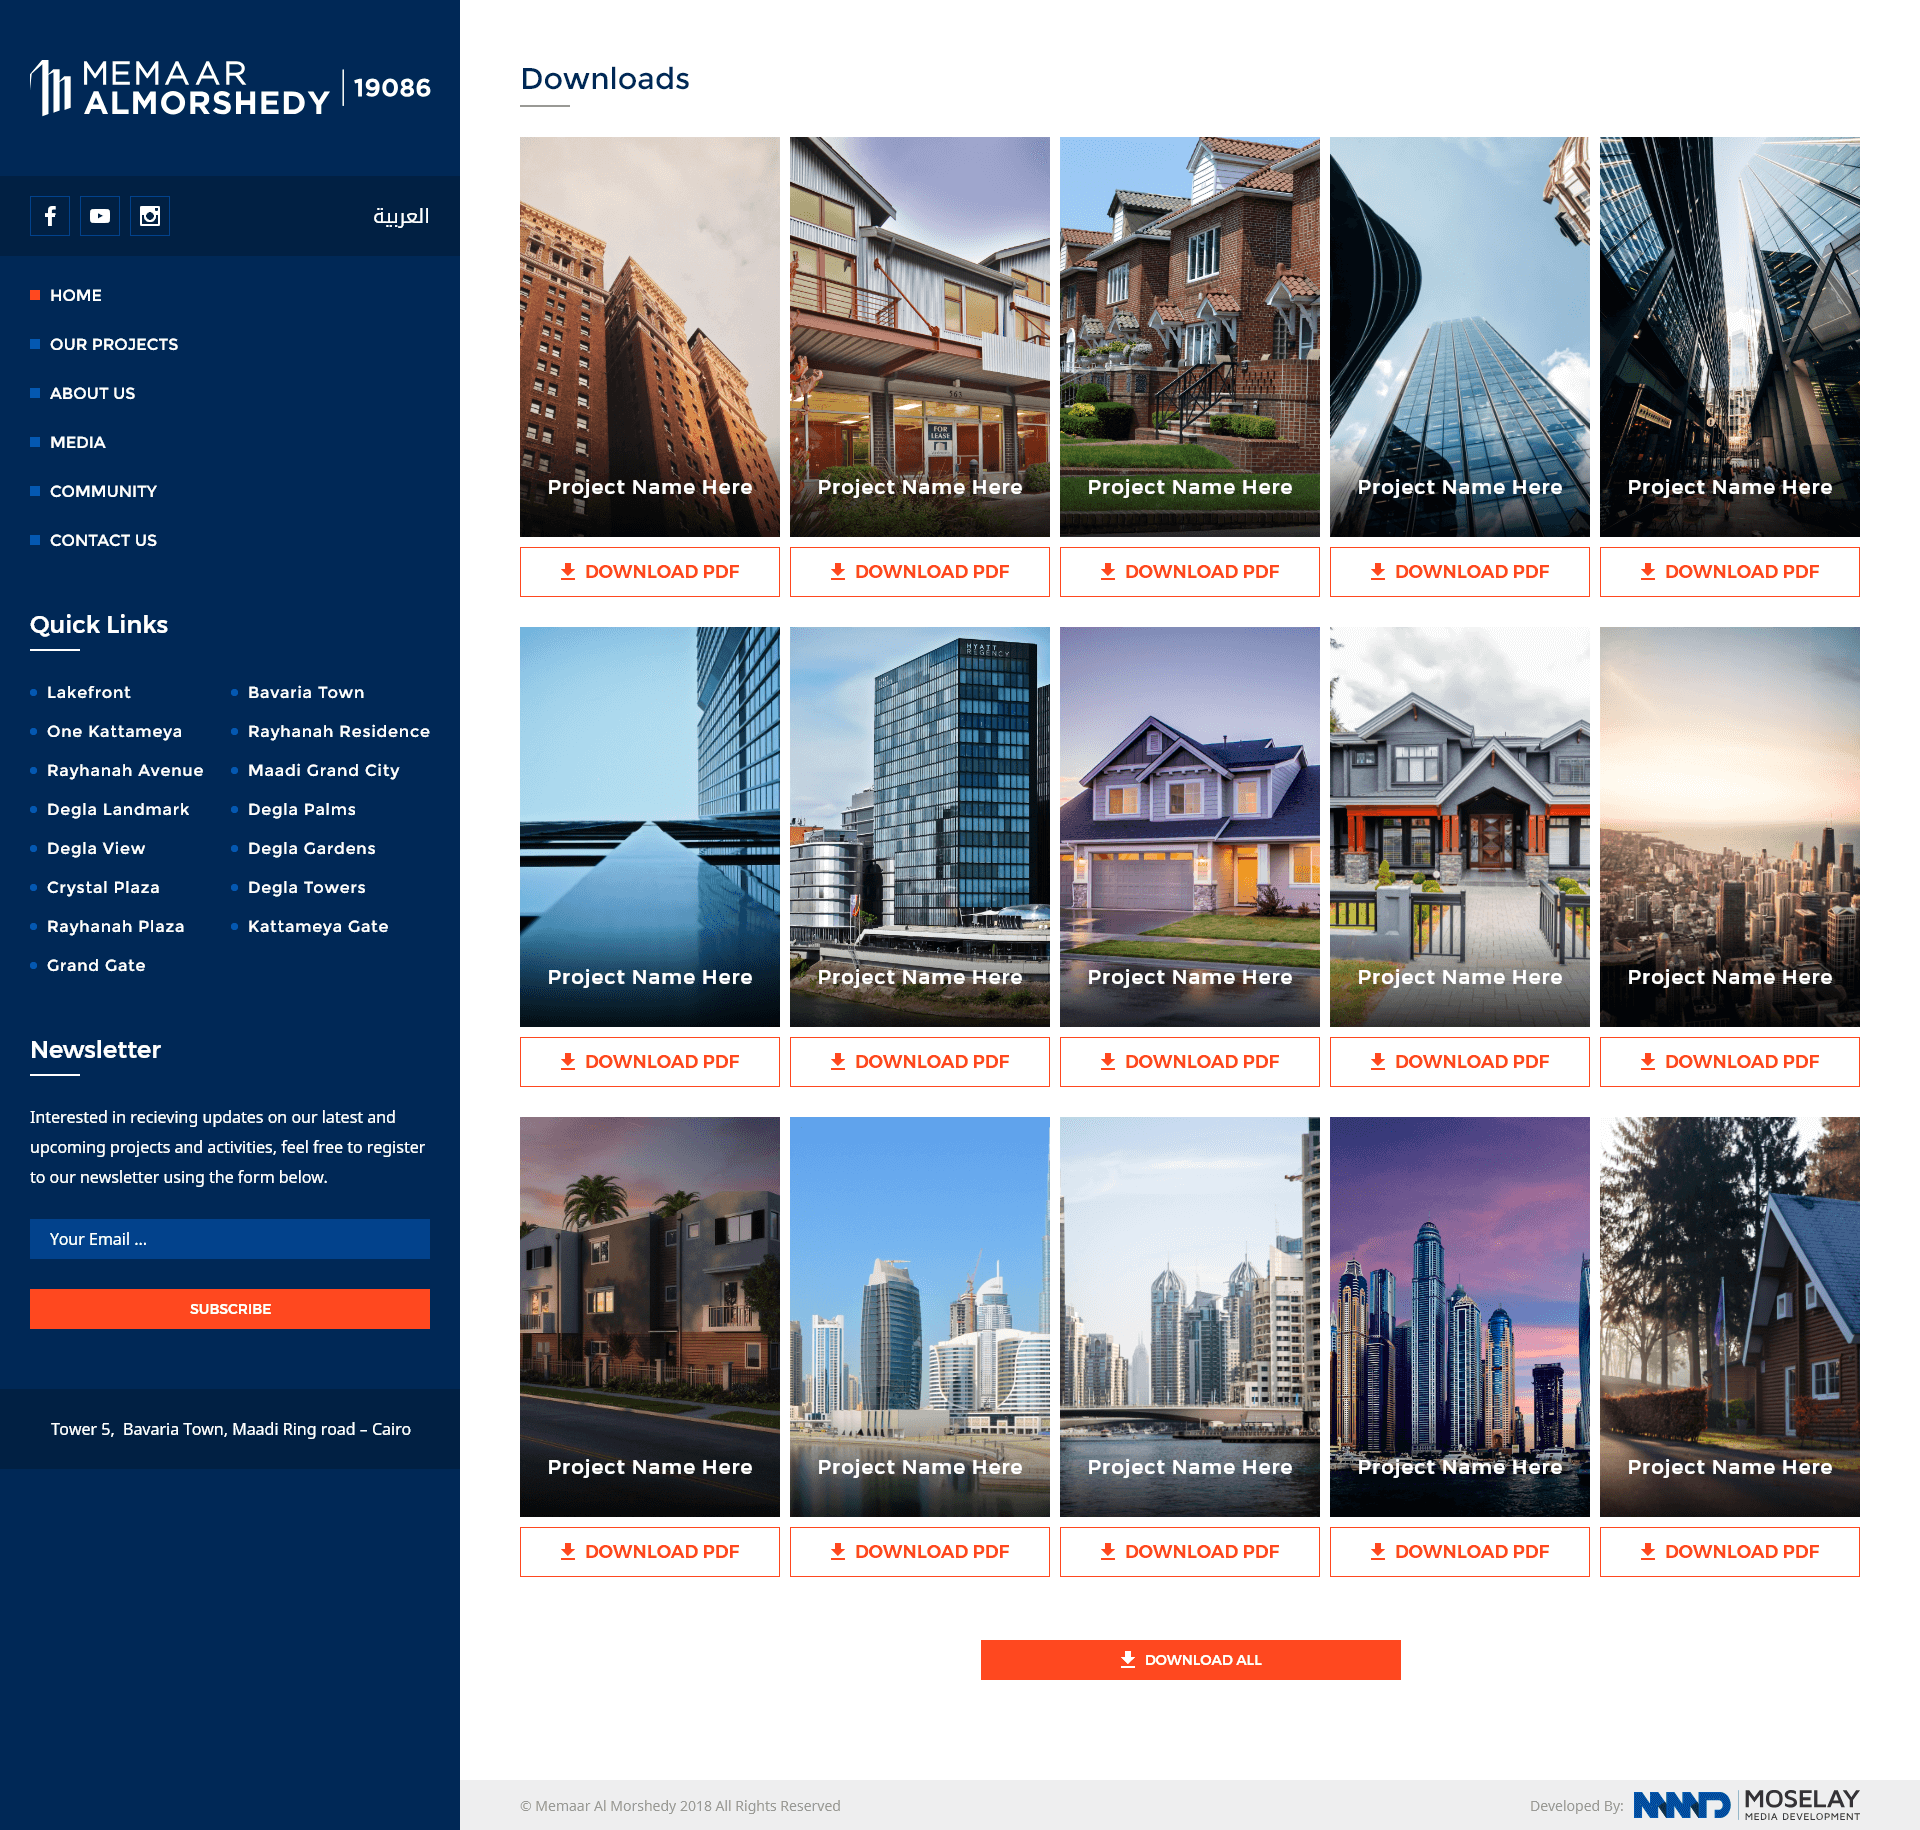 MEMAAR
ALMORSHEDY
19086
العربية
HOME
OUR PROJECTS
ABOUT US
MEDIA
COMMUNITY
CONTACT US
Quick Links
Lakefront
Bavaria Town
One Kattameya
Rayhanah Residence
Rayhanah Avenue
Maadi Grand City
Degla Landmark
Degla Palms
Degla View
Degla Gardens
Crystal Plaza
Degla Towers
Rayhanah Plaza
Kattameya Gate
Grand Gate
Newsletter
Interested in recieving updates on our latest and
upcoming projects and activities, feel free to register
to our newsletter using the form below.
Your Email ...
SUBSCRIBE
Tower 5,  Bavaria Town, Maadi Ring road – Cairo
Downloads
161
FOR
LEASE
Project Name Here
Project Name Here
Project Name Here
Project Name Here
Project Name Here
DOWNLOAD PDF
DOWNLOAD PDF
DOWNLOAD PDF
DOWNLOAD PDF
DOWNLOAD PDF
HYATT
REGENCY
Project Name Here
Project Name Here
Project Name Here
Project Name Here
Project Name Here
DOWNLOAD PDF
DOWNLOAD PDF
DOWNLOAD PDF
DOWNLOAD PDF
DOWNLOAD PDF
Project Name Here
Project Name Here
Project Name Here
Project Name Here
Project Name Here
DOWNLOAD PDF
DOWNLOAD PDF
DOWNLOAD PDF
DOWNLOAD PDF
DOWNLOAD PDF
DOWNLOAD ALL
© Memaar Al Morshedy 2018 All Rights Reserved
Developed By:
MOSELAY
MEDIA DEVELOPMENT